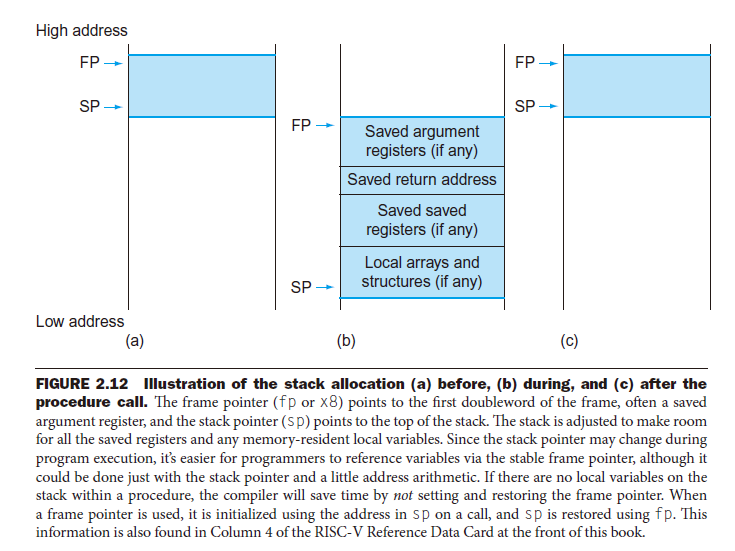 High address
FP
SP
FP
Saved argument
registers (if any)
Saved return address
Saved saved
registers (if any)
Local arrays and
structures (if any)
SP
FP
SP
Low address
(a)
(b)
(c)
FIGURE 2.12 Illustration of the stack allocation (a) before, (b) during, and (c) after the
procedure call. The frame pointer (fp or x8) points to the first doubleword of the frame, often a saved
argument register, and the stack pointer (sp) points to the top of the stack. The stack is adjusted to make room
for all the saved registers and any memory-resident local variables. Since the stack pointer may change during
program execution, it’s easier for programmers to reference variables via the stable frame pointer, although it
could be done just with the stack pointer and a little address arithmetic. If there are no local variables on the
stack within a procedure, the compiler will save time by not setting and restoring the frame pointer. When
a frame pointer is used, it is initialized using the address in sp on a call, and sp is restored using fp. This
information is also found in Column 4 of the RISC-V Reference Data Card at the front of this book.